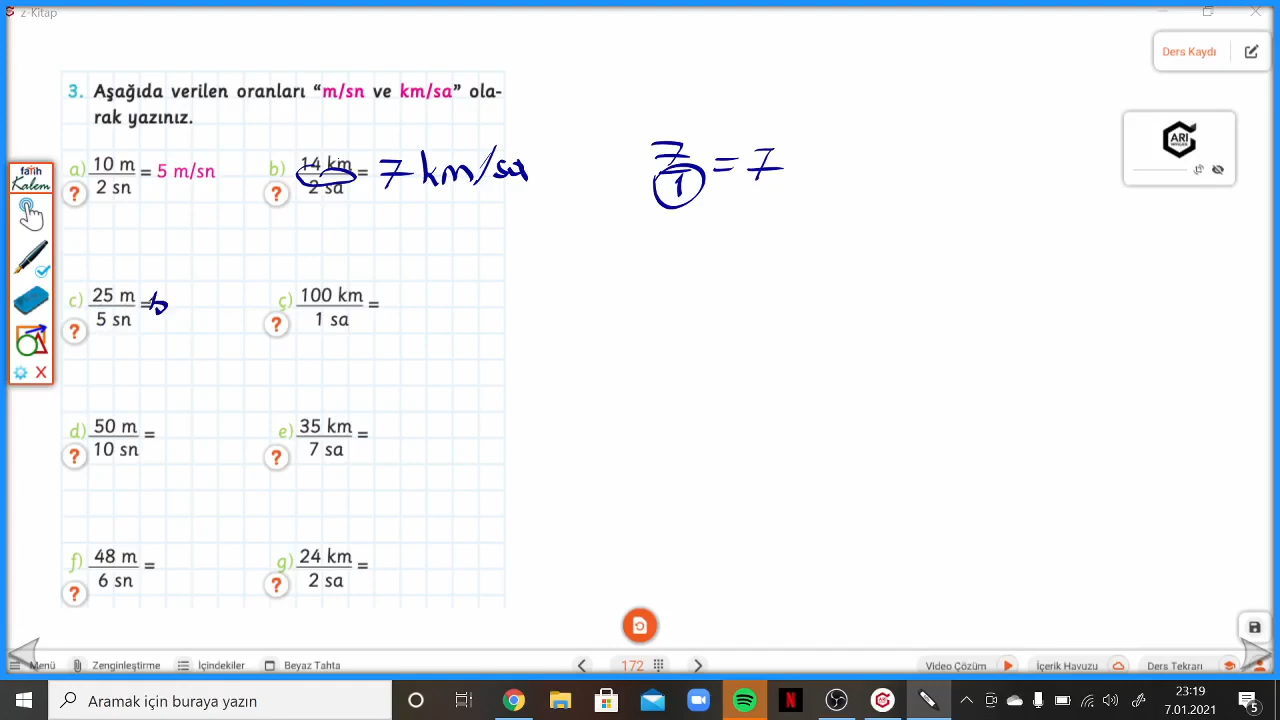 z-Kitap
Ders Kaydı
3. Aşağıda verilen oranları “m/sn ve km/sa” ola-
rak yazınız.
a) 10 m / 2 sn = 5 m/sn
b) 14 km / 2 sa = 7 km/sa
7/1 = 7
ARI
fatih
Kalem
c) 25 m / 5 sn =
ç) 100 km / 1 sa =
d) 50 m / 10 sn =
e) 35 km / 7 sa =
f) 48 m / 6 sn =
g) 24 km / 2 sa =
Menü Zenginleştirme İçindekiler Beyaz Tahta 172 Video Çözüm İçerik Havuzu Ders Tekrarı
Aramak için buraya yazın
23:19
7.01.2021
5